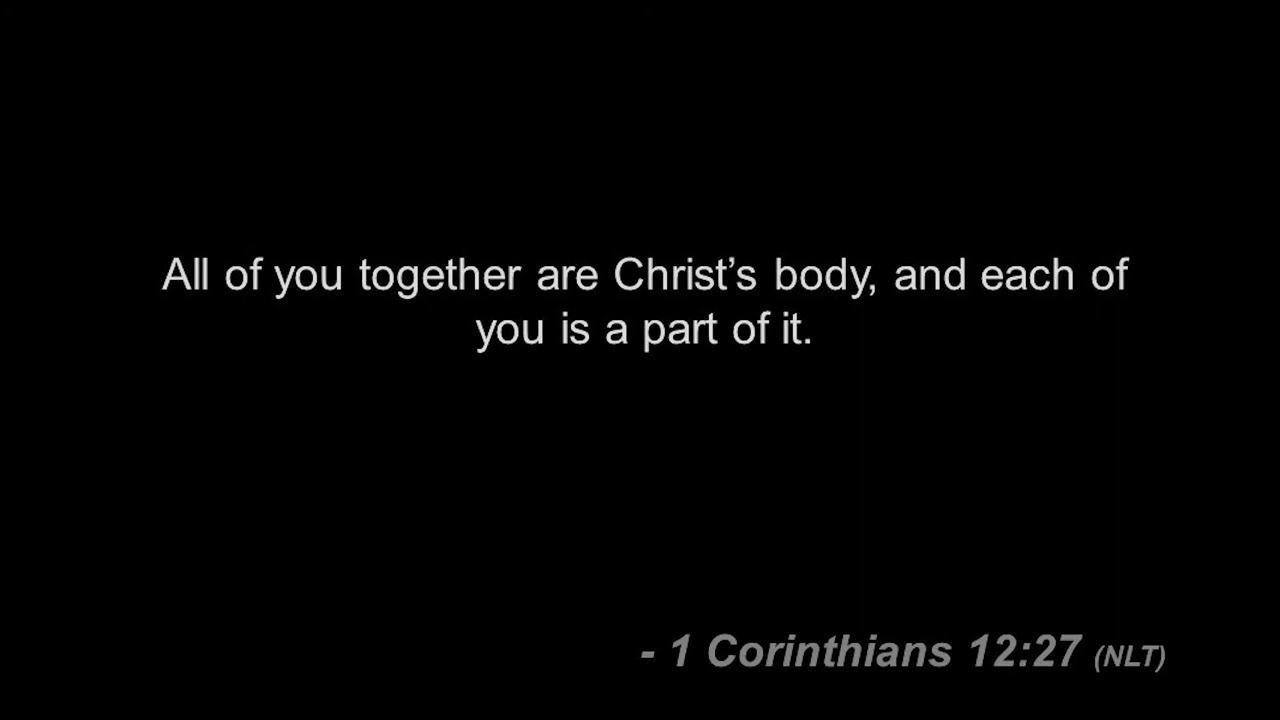 All of you together are Christ’s body, and each of
you is a part of it.
- 1 Corinthians 12:27 (NLT)